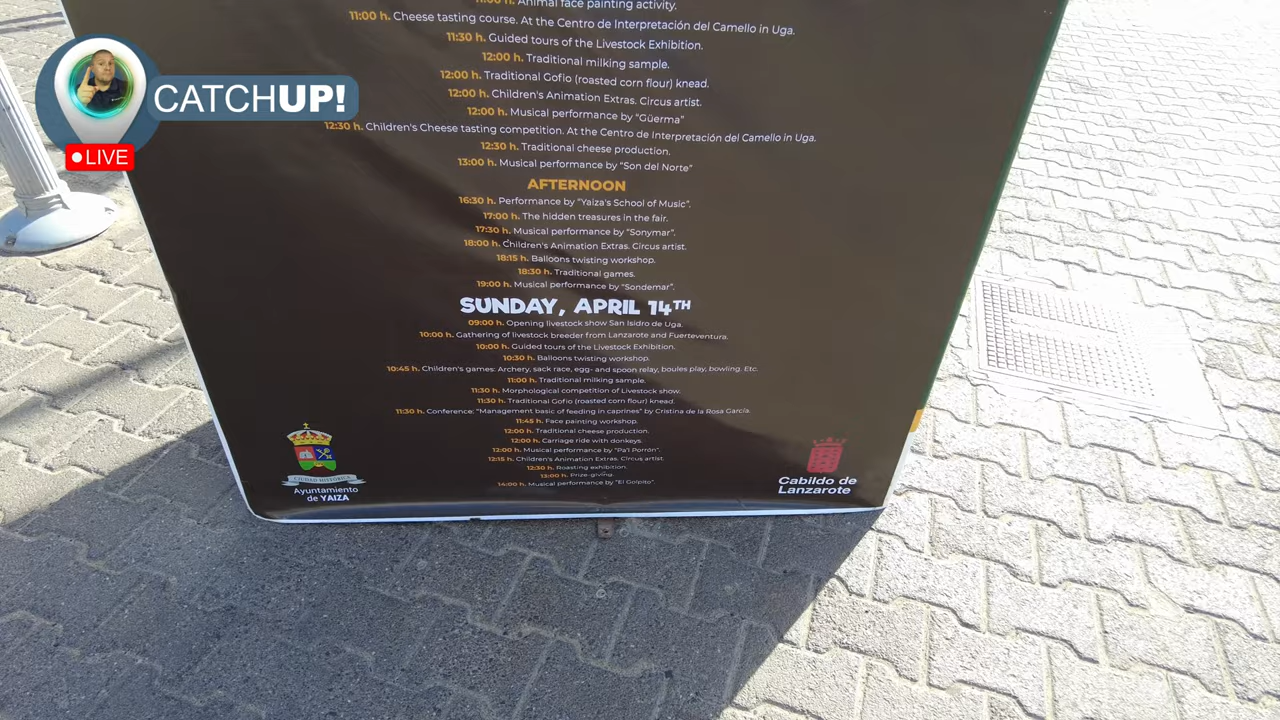 CATCHUP!
LIVE
11:00 h. Animal face painting activity.
11:00 h. Cheese tasting course. At the Centro de Interpretación del Camello in Uga.
11:30 h. Guided tours of the Livestock Exhibition.
12:00 h. Traditional milking sample.
12:00 h. Traditional Gofio (roasted corn flour) knead.
12:00 h. Children's Animation Extras. Circus artist.
12:00 h. Musical performance by "Güerma"
12:30 h. Children's Cheese tasting competition. At the Centro de Interpretación del Camello in Uga.
12:30 h. Traditional cheese production.
13:00 h. Musical performance by "Son del Norte"
AFTERNOON
16:30 h. Performance by "Yaiza's School of Music".
17:00 h. The hidden treasures in the fair.
17:30 h. Musical performance by "Sonymar".
18:00 h. Children's Animation Extras. Circus artist.
18:15 h. Balloons twisting workshop.
18:30 h. Traditional games.
19:00 h. Musical performance by "Sondemar".
SUNDAY, APRIL 14TH
09:00 h. Opening livestock show San Isidro de Uga.
10:00 h. Gathering of livestock breeder from Lanzarote and Fuerteventura.
10:00 h. Guided tours of the Livestock Exhibition.
10:30 h. Balloons twisting workshop.
10:45 h. Children's games: Archery, sack race, egg- and spoon relay, boules play, bowling. Etc.
11:00 h. Traditional milking sample.
11:30 h. Morphological competition of Livestock show.
11:30 h. Traditional Gofio (roasted corn flour) knead.
11:30 h. Conference: "Management basic of feeding in caprines" by Cristina de la Rosa García.
11:45 h. Face painting workshop.
12:00 h. Traditional cheese production.
12:00 h. Carriage ride with donkeys.
12:00 h. Musical performance by "Pa'l Porrón".
12:15 h. Children's Animation Extras. Circus artist.
12:30 h. Roasting exhibition.
13:00 h. Prize-giving.
14:00 h. Musical performance by "El Golpito".
CIUDAD HISTÓRICA
Ayuntamiento
de YAIZA
Cabildo de
Lanzarote